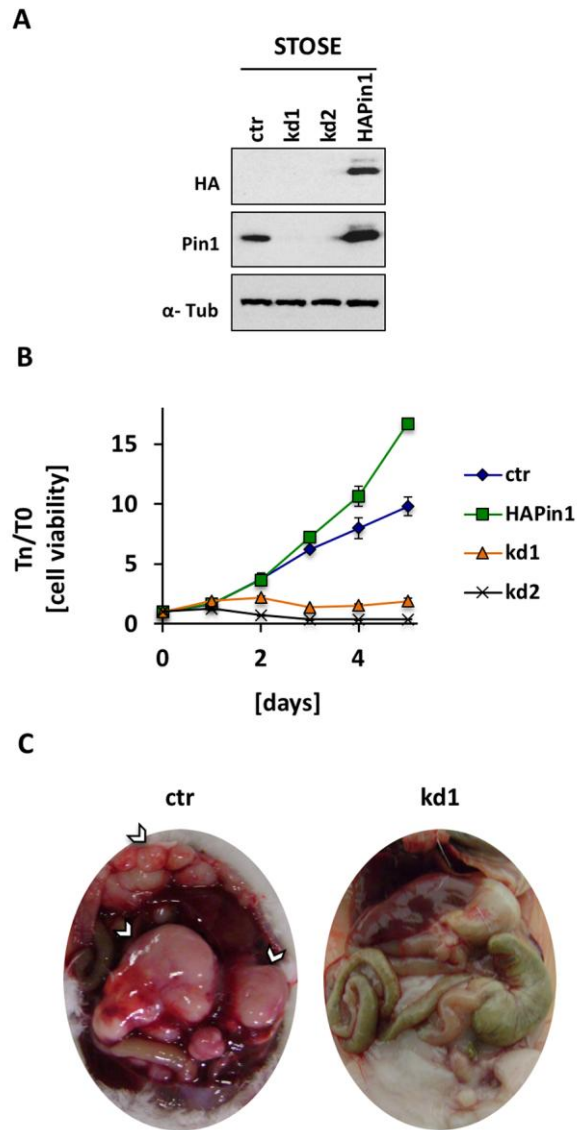 A
STOSE
ctr kd1 kd2 HAPin1
HA
Pin1
α- Tub
B
Tn/T0
[cell viability]
15
10
5
0
0 2 4
[days]
ctr
HAPin1
kd1
kd2
C
ctr kd1